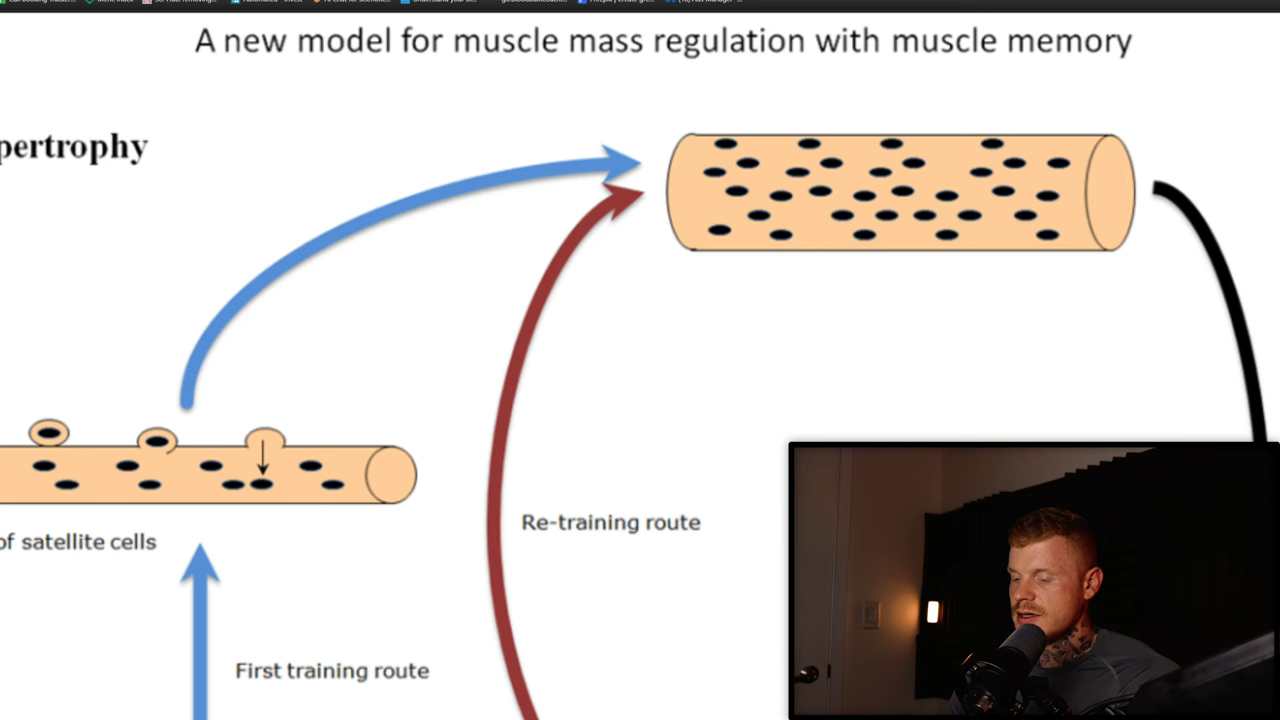 A new model for muscle mass regulation with muscle memory
pertrophy
Re-training route
of satellite cells
First training route